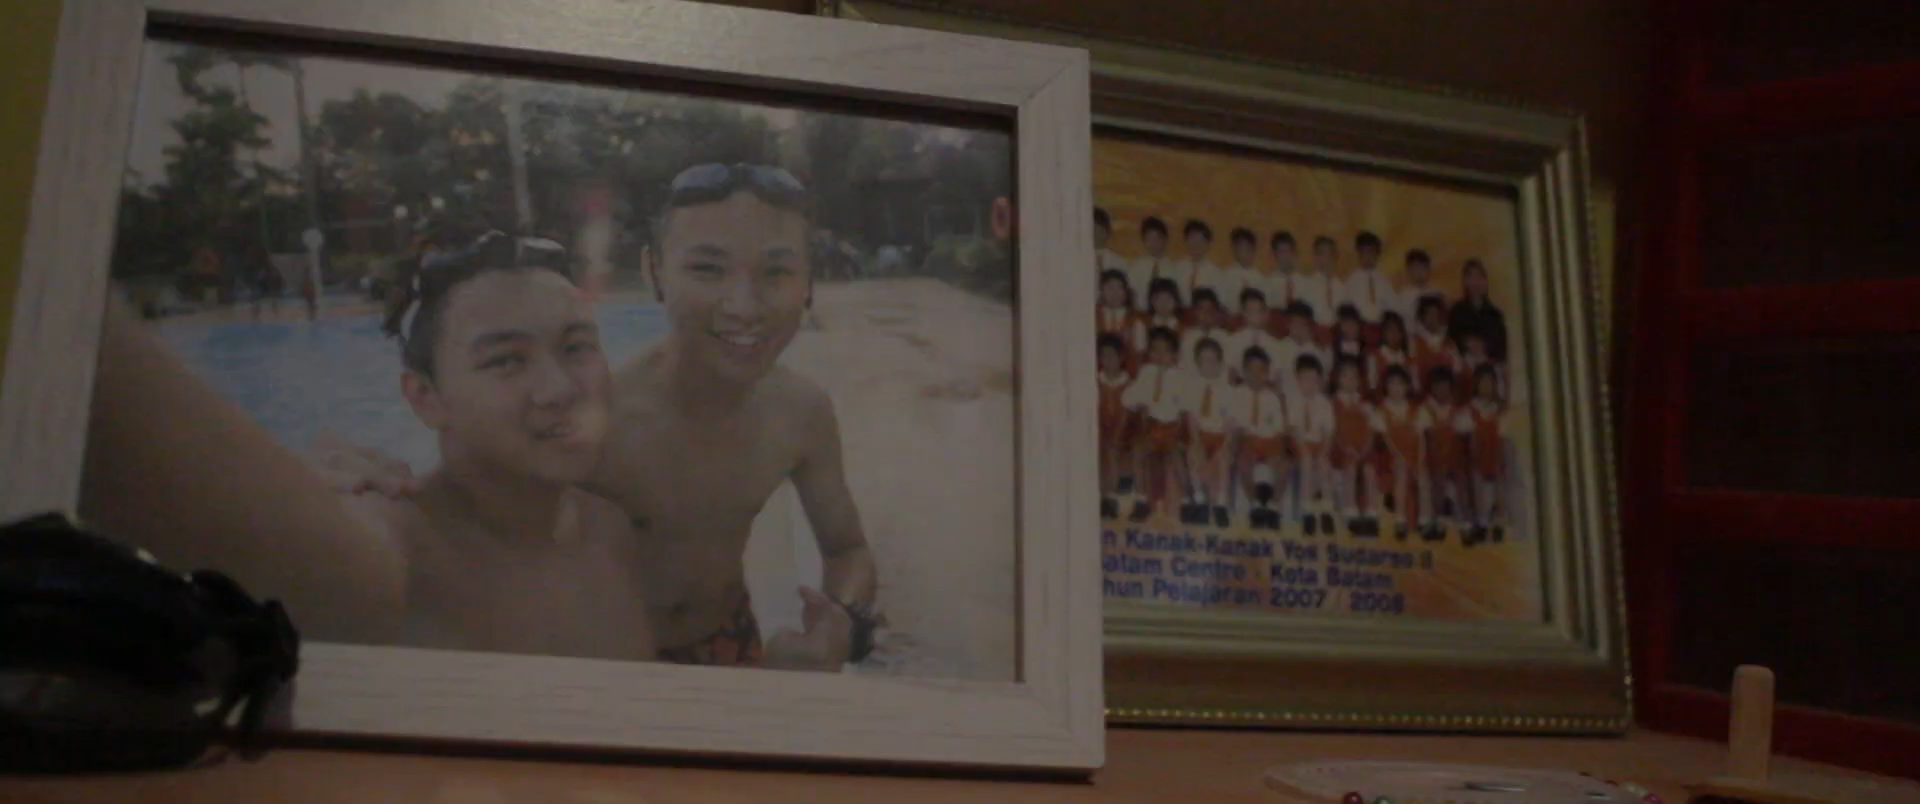 n Kanak-Kanak Yos Sudarso II
atam Centre - Kota Batam
hun Pelajaran 2007 / 2008